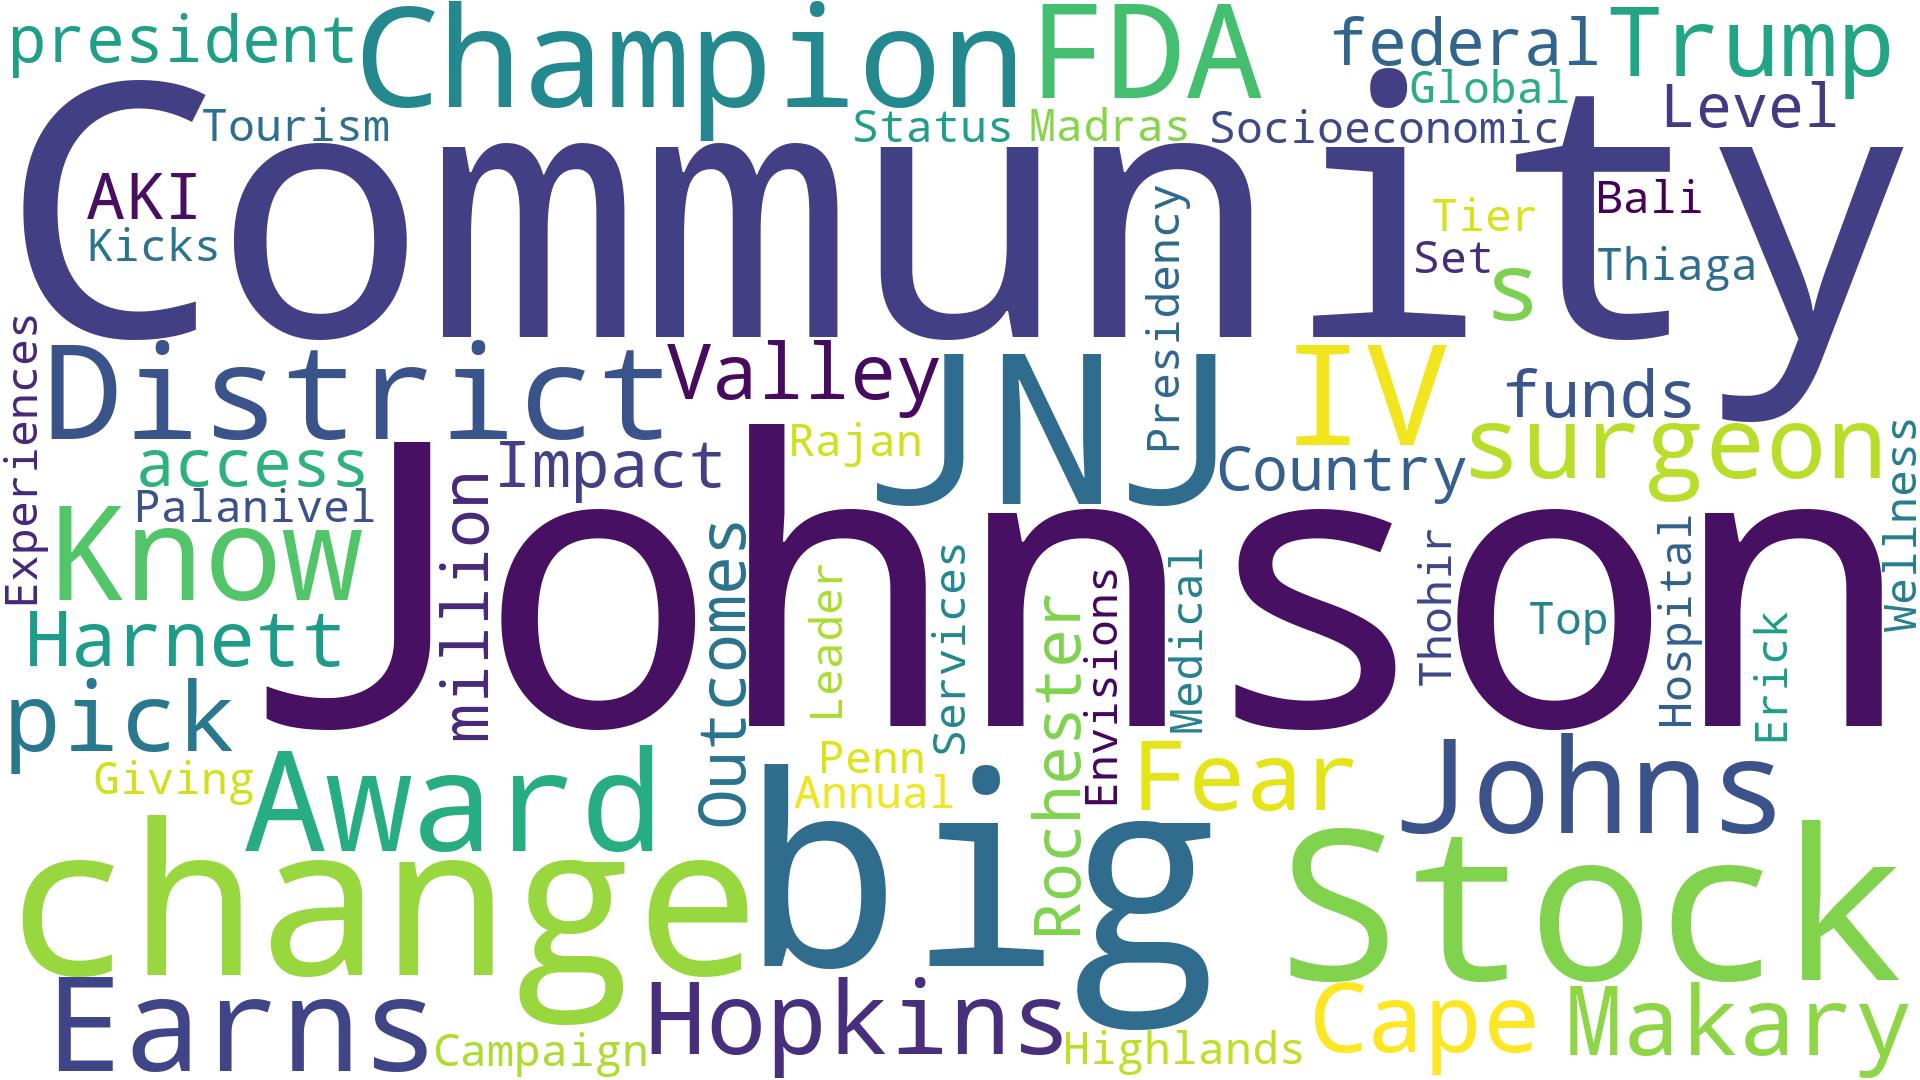 president
Champion
FDA
federal
Trump
Global
Level
Tourism
Status
Madras
Socioeconomic
Community
AKI
Kicks
Presidency
Tier
Bali
Set
s
Thiaga
Experiences
District
Valley
JNJ
IV
funds
surgeon
Rajan
access
Impact
Country
Wellness
Palanivel
Know
million
Johnson
Outcomes
Leader
Services
Rochester
Envisions
Medical
Thohir
Top
Hospital
Erick
Harnett
pick
Giving
Award
Penn
Annual
Fear
Johns
change
big
Stock
Earns
Campaign
Hopkins
Highlands
Cape
Makary